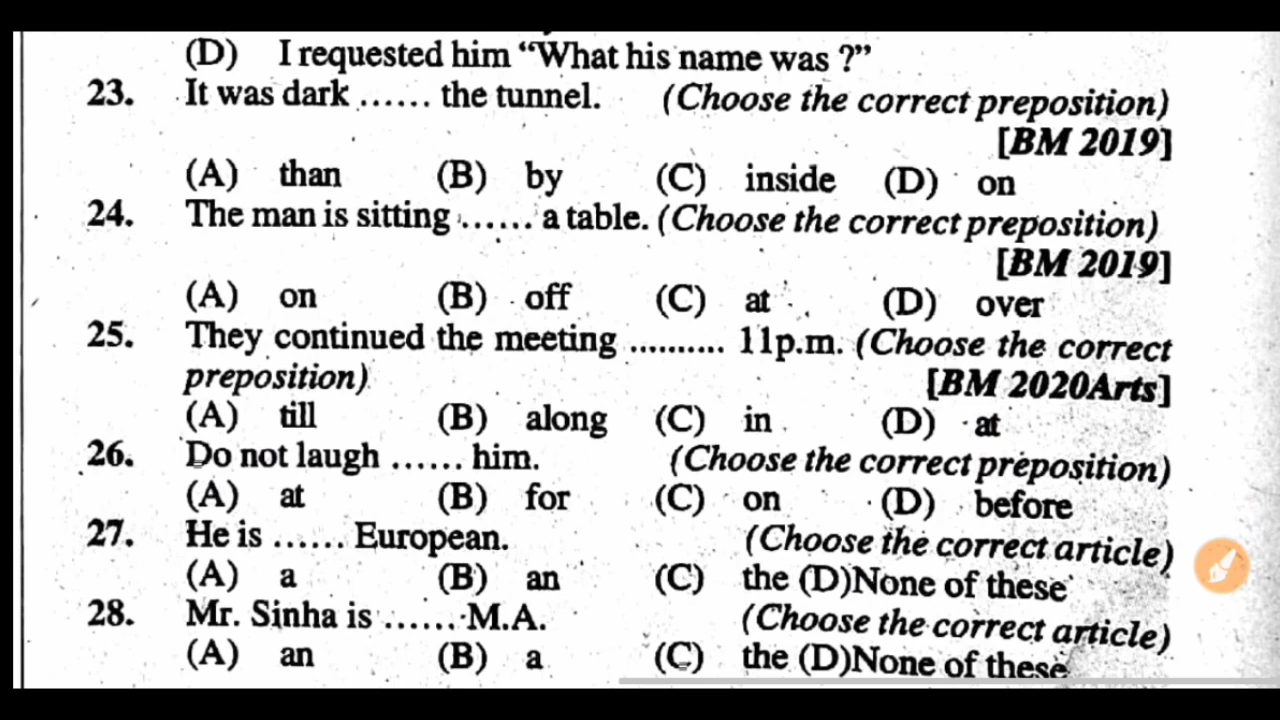 (D) I requested him “What his name was ?”
23. It was dark ...... the tunnel. (Choose the correct preposition)
[BM 2019]
(A) than (B) by (C) inside (D) on
24. The man is sitting ...... a table. (Choose the correct preposition)
[BM 2019]
(A) on (B) off (C) at (D) over
25. They continued the meeting .......... 11p.m. (Choose the correct
preposition) [BM 2020Arts]
(A) till (B) along (C) in (D) at
26. Do not laugh ...... him. (Choose the correct preposition)
(A) at (B) for (C) on (D) before
27. He is ...... European. (Choose the correct article)
(A) a (B) an (C) the (D)None of these
28. Mr. Sinha is ...... M.A. (Choose the correct article)
(A) an (B) a (C) the (D)None of these